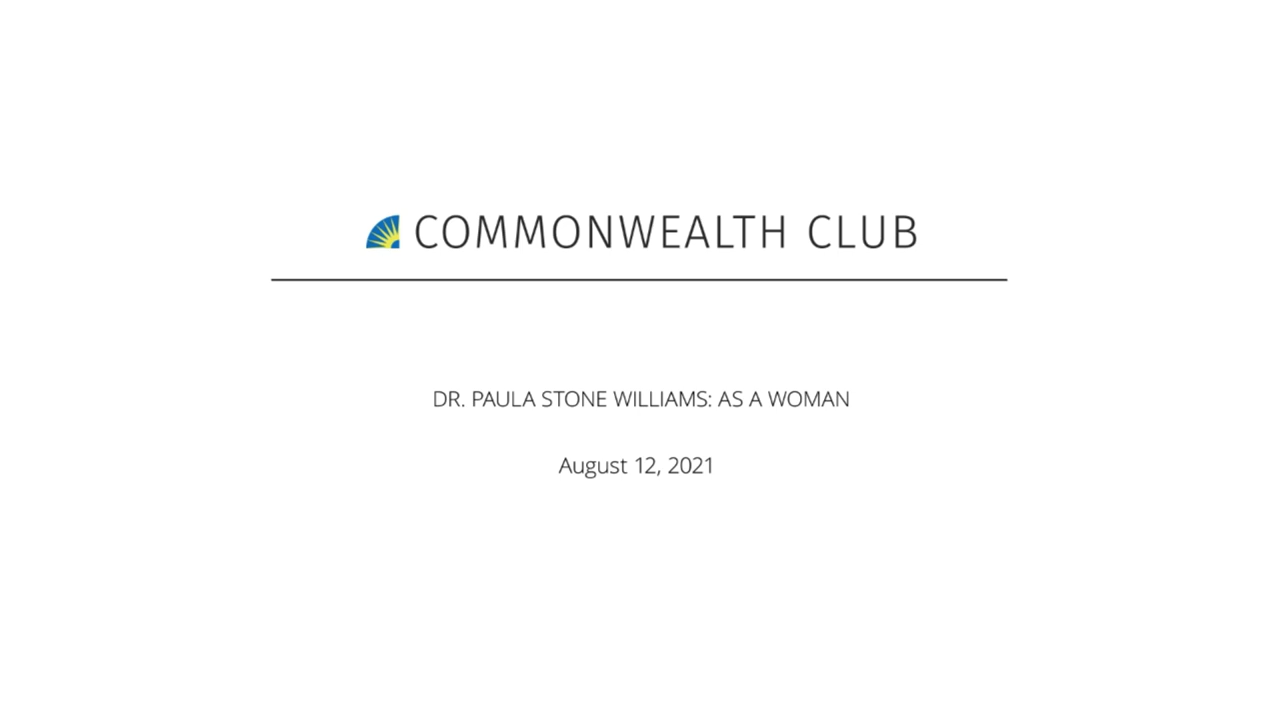 COMMONWEALTH CLUB
DR. PAULA STONE WILLIAMS: AS A WOMAN
August 12, 2021